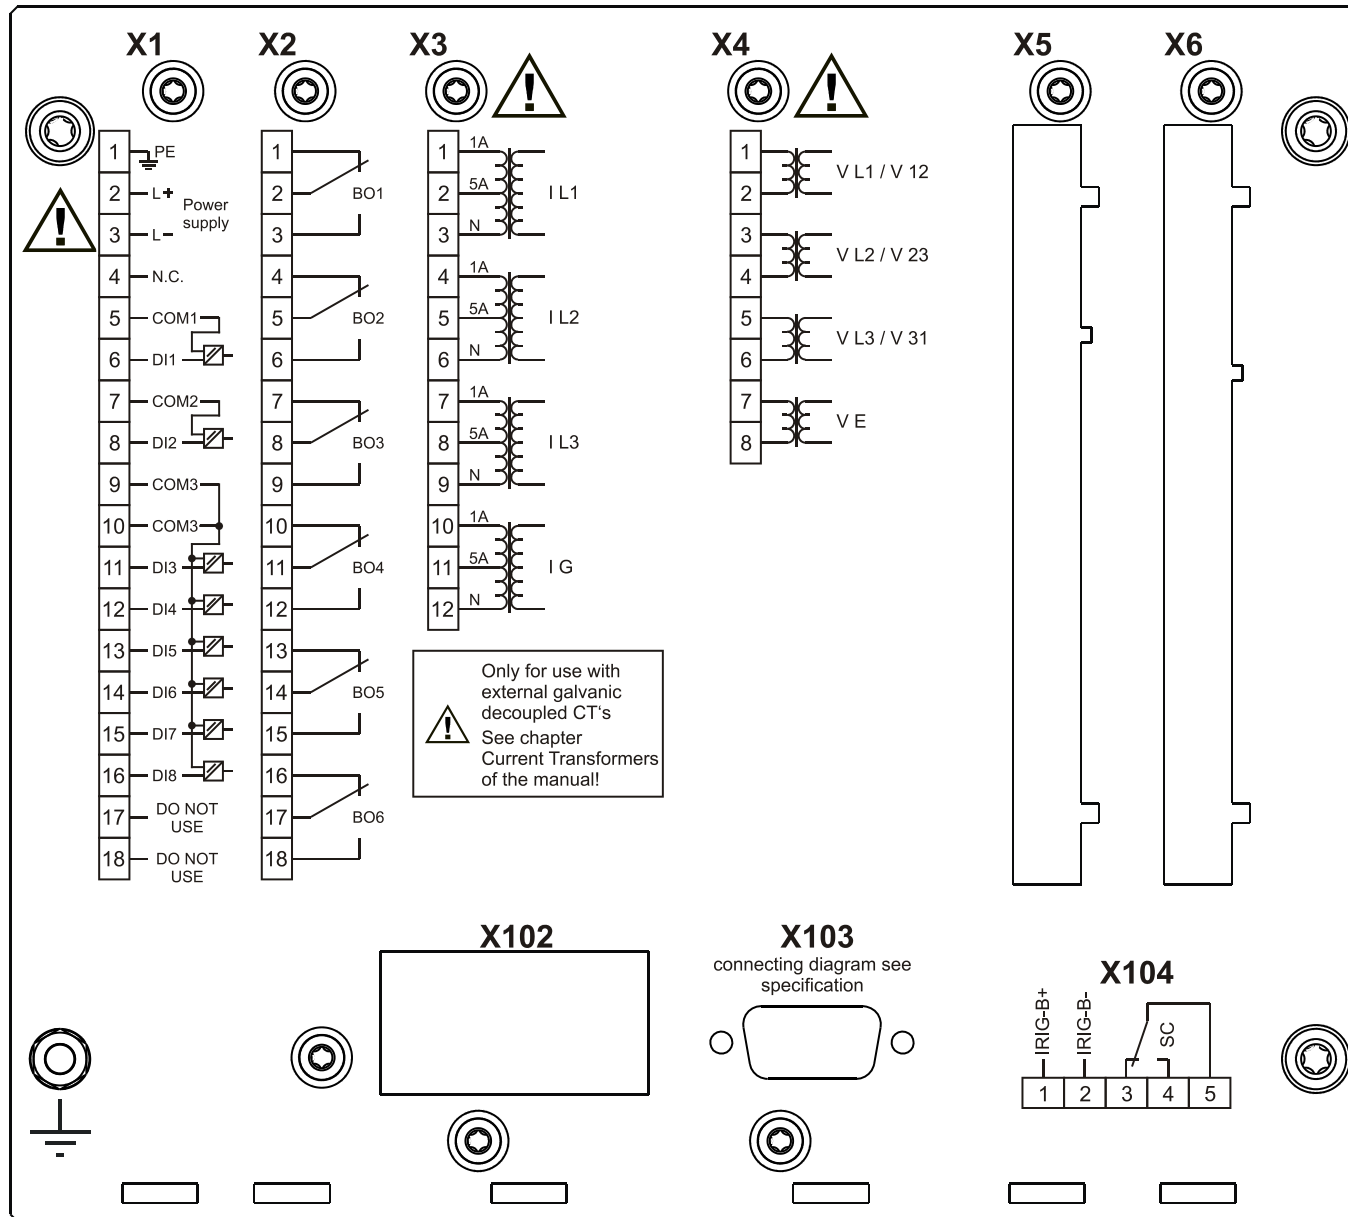 X1
X2
X3
X4
X5
X6
1 PE
2 L+
3 L-
Power
supply
4 N.C.
5 COM1
6 DI1
7 COM2
8 DI2
9 COM3
10 COM3
11 DI3
12 DI4
13 DI5
14 DI6
15 DI7
16 DI8
17 DO NOT
USE
18 DO NOT
USE
1
2 BO1
3
4
5 BO2
6
7
8 BO3
9
10
11 BO4
12
13
14 BO5
15
16
17 BO6
18
1 1A
2 5A I L1
3 N
4 1A
5 5A I L2
6 N
7 1A
8 5A I L3
9 N
10 1A
11 5A I G
12 N
!
!
!
Only for use with
external galvanic
decoupled CT's
See chapter
Current Transformers
of the manual!
!
1
2
V L1 / V 12
3
4
V L2 / V 23
5
6
V L3 / V 31
7
8
V E
X102
X103
connecting diagram see
specification
X104
IRIG-B+
IRIG-B-
SC
1 2 3 4 5